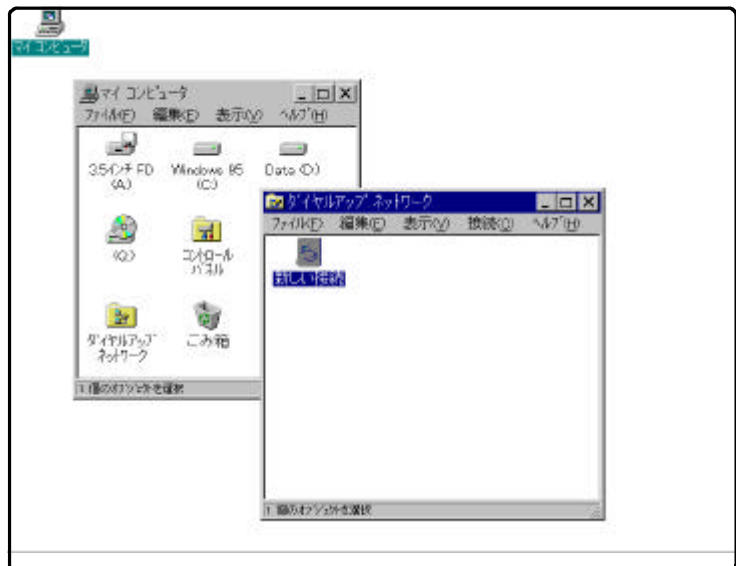 マイ コンピュータ
マイ コンピュータ
ファイル(F) 編集(E) 表示(V) ヘルプ(H)
3.5インチ FD
(A:)
Windows 95
(C:)
Data (D:)
(Q:)
コントロール
パネル
ダイヤルアップ
ネットワーク
ごみ箱
1 個のオブジェクトを選択
ダイヤルアップ ネットワーク
ファイル(F) 編集(E) 表示(V) 接続(C) ヘルプ(H)
新しい接続
1 個のオブジェクトを選択